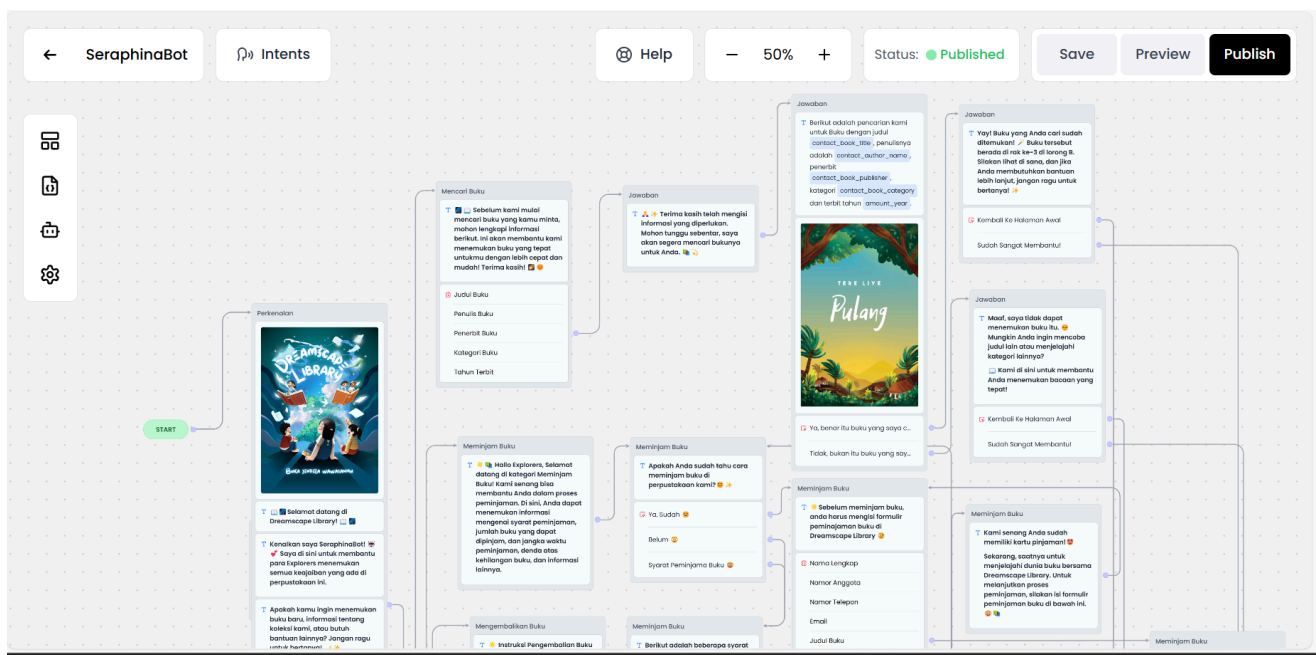 SeraphinaBot
Intents
Help
50%
Status: Published
Save
Preview
Publish
START
Perkenalan
DREAMSCAPE
LIBRARY
BUKA JENDELA WAWASANMU
Selamat datang di
Dreamscape Library!
Kenalkan saya SeraphinaBot!
Saya di sini untuk membantu
para Explorers menemukan
semua keajaiban yang ada di
perpustakaan ini.
Apakah kamu ingin menemukan
buku baru, informasi tentang
koleksi kami, atau butuh
bantuan lainnya? Jangan ragu
untuk bertanya!
Mencari Buku
Sebelum kami mulai
mencari buku yang kamu minta,
mohon lengkapi informasi
berikut. Ini akan membantu kami
menemukan buku yang tepat
untukmu dengan lebih cepat dan
mudah! Terima kasih!
Judul Buku
Penulis Buku
Penerbit Buku
Kategori Buku
Tahun Terbit
Jawaban
Terima kasih telah mengisi
informasi yang diperlukan.
Mohon tunggu sebentar, saya
akan segera mencari bukunya
untuk Anda.
Jawaban
Berikut adalah pencarian kami
untuk Buku dengan judul
contact_book_title , penulisnya
adalah contact_author_name ,
penerbit
contact_book_publisher ,
kategori contact_book_category
dan terbit tahun amount_year .
TERE LIYE
Pulang
Ya, benar itu buku yang saya c...
Tidak, bukan itu buku yang say...
Jawaban
Yay! Buku yang Anda cari sudah
ditemukan! Buku tersebut
berada di rak ke-3 di lorong B.
Silakan lihat di sana, dan jika
Anda membutuhkan bantuan
lebih lanjut, jangan ragu untuk
bertanya!
Kembali Ke Halaman Awal
Sudah Sangat Membantu!
Jawaban
Maaf, saya tidak dapat
menemukan buku itu.
Mungkin Anda ingin mencoba
judul lain atau menjelajahi
kategori lainnya?
Kami di sini untuk membantu
Anda menemukan bacaan yang
tepat!
Kembali Ke Halaman Awal
Sudah Sangat Membantu!
Meminjam Buku
Hallo Explorers, Selamat
datang di kategori Meminjam
Buku! Kami senang bisa
membantu Anda dalam proses
peminjaman. Di sini, Anda dapat
menemukan informasi
mengenai syarat peminjaman,
jumlah buku yang dapat
dipinjam, dan jangka waktu
peminjaman, denda atas
kehilangan buku, dan informasi
lainnya.
Meminjam Buku
Apakah Anda sudah tahu cara
meminjam buku di
perpustakaan kami?
Ya, Sudah
Belum
Syarat Peminjama Buku
Meminjam Buku
Sebelum meminjam buku,
anda harus mengisi formulir
peminajaman buku di
Dreamscape Library
Nama Lengkap
Nomor Anggota
Nomor Telepon
Email
Judul Buku
Meminjam Buku
Kami senang Anda sudah
memiliki kartu pinjaman!
Sekarang, saatnya untuk
menjelajahi dunia buku bersama
Dreamscape Library. Untuk
melanjutkan proses
peminjaman, silakan isi formulir
peminjaman buku di bawah ini.
Mengembalikan Buku
Instruksi Pengembalian Buku
Meminjam Buku
Berikut adalah beberapa syarat
Meminjam Buku